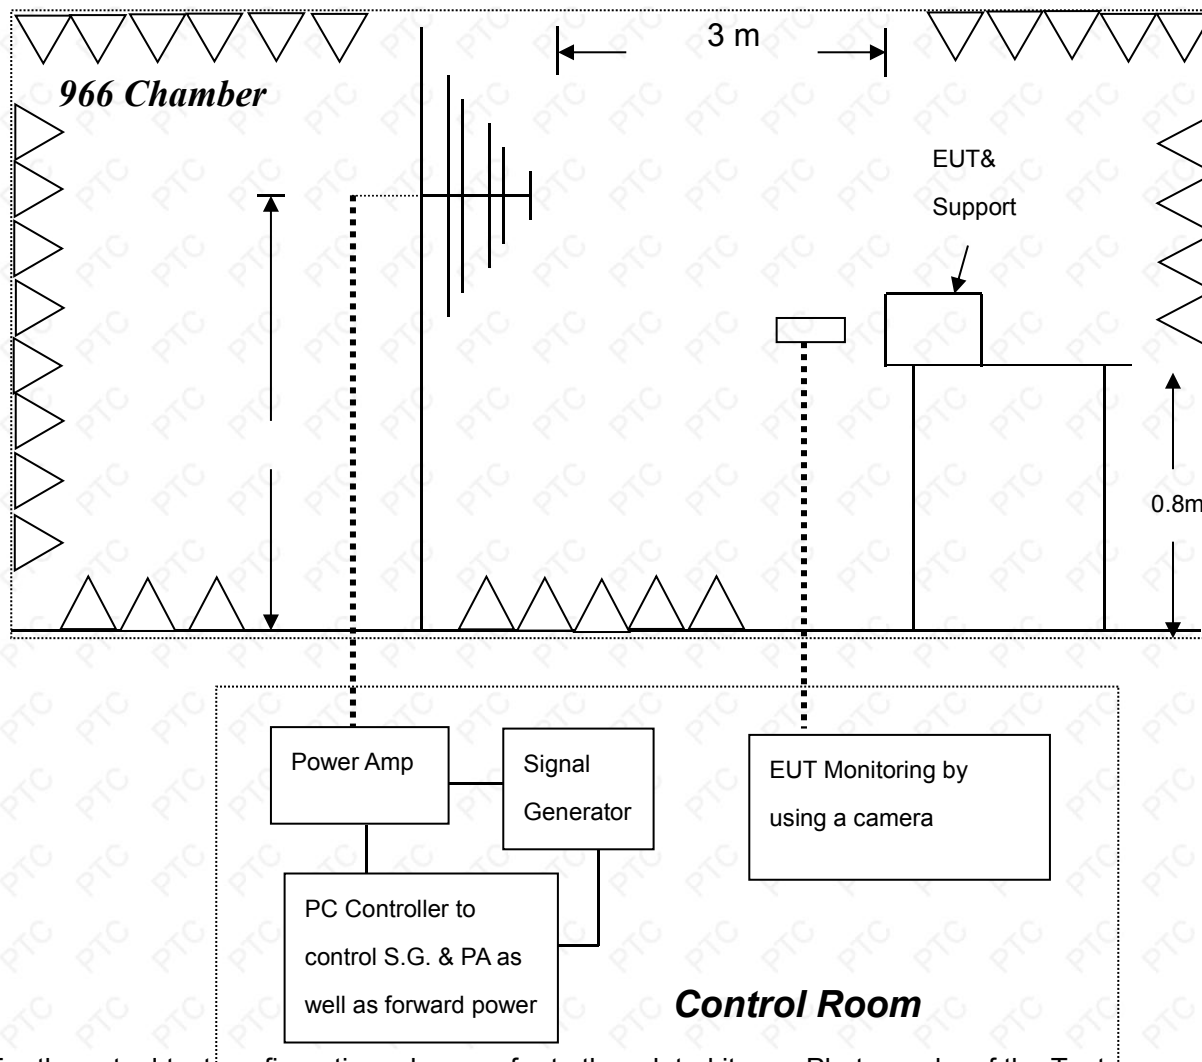 3 m
966 Chamber
EUT&
Support
0.8m
Power Amp
Signal
Generator
EUT Monitoring by
using a camera
PC Controller to
control S.G. & PA as
well as forward power
Control Room
PTC